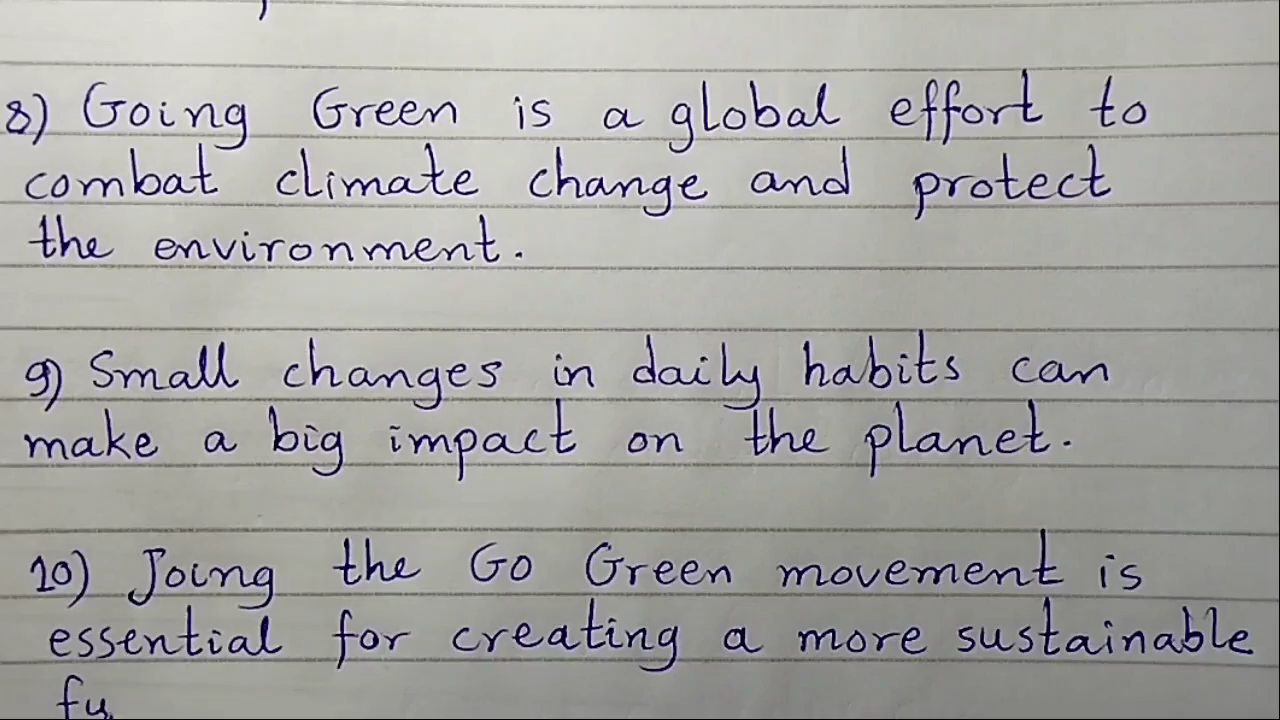 8) Going Green is a global effort to
combat climate change and protect
the environment.
9) Small changes in daily habits can
make a big impact on the planet.
10) Joing the Go Green movement is
essential for creating a more sustainable
fu